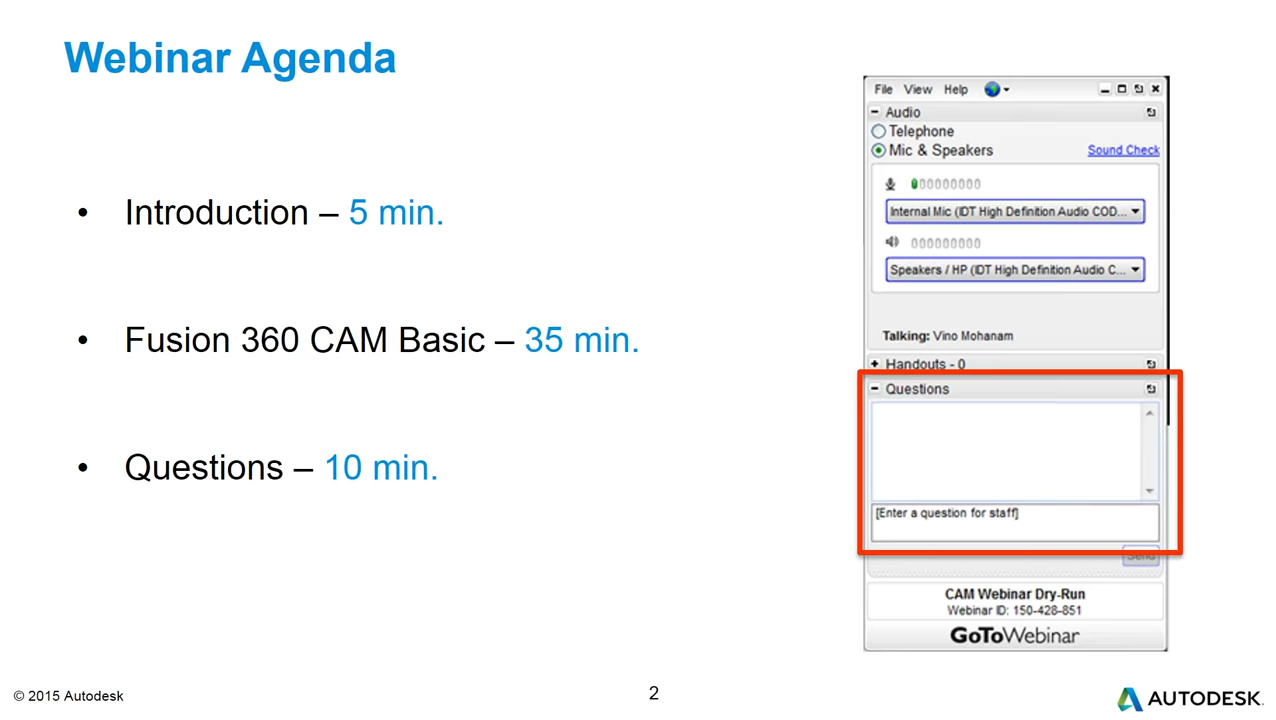 Webinar Agenda
• Introduction – 5 min.
• Fusion 360 CAM Basic – 35 min.
• Questions – 10 min.
File View Help
Audio
Telephone
Mic & Speakers Sound Check
Internal Mic (IDT High Definition Audio COD...
Speakers / HP (IDT High Definition Audio C...
Talking: Vino Mohanam
Handouts - 0
Questions
[Enter a question for staff]
Send
CAM Webinar Dry-Run
Webinar ID: 150-428-851
GoToWebinar
© 2015 Autodesk
2
AUTODESK.